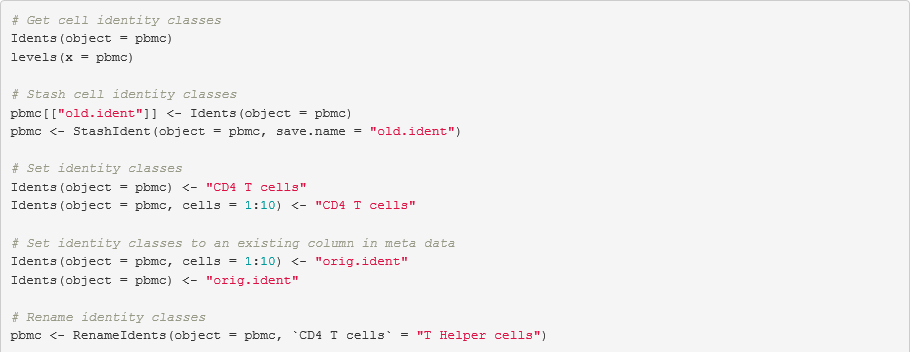 # Get cell identity classes
Idents(object = pbmc)
levels(x = pbmc)
# Stash cell identity classes
pbmc[["old.ident"]] <- Idents(object = pbmc)
pbmc <- StashIdent(object = pbmc, save.name = "old.ident")
# Set identity classes
Idents(object = pbmc) <- "CD4 T cells"
Idents(object = pbmc, cells = 1:10) <- "CD4 T cells"
# Set identity classes to an existing column in meta data
Idents(object = pbmc, cells = 1:10) <- "orig.ident"
Idents(object = pbmc) <- "orig.ident"
# Rename identity classes
pbmc <- RenameIdents(object = pbmc, `CD4 T cells` = "T Helper cells")